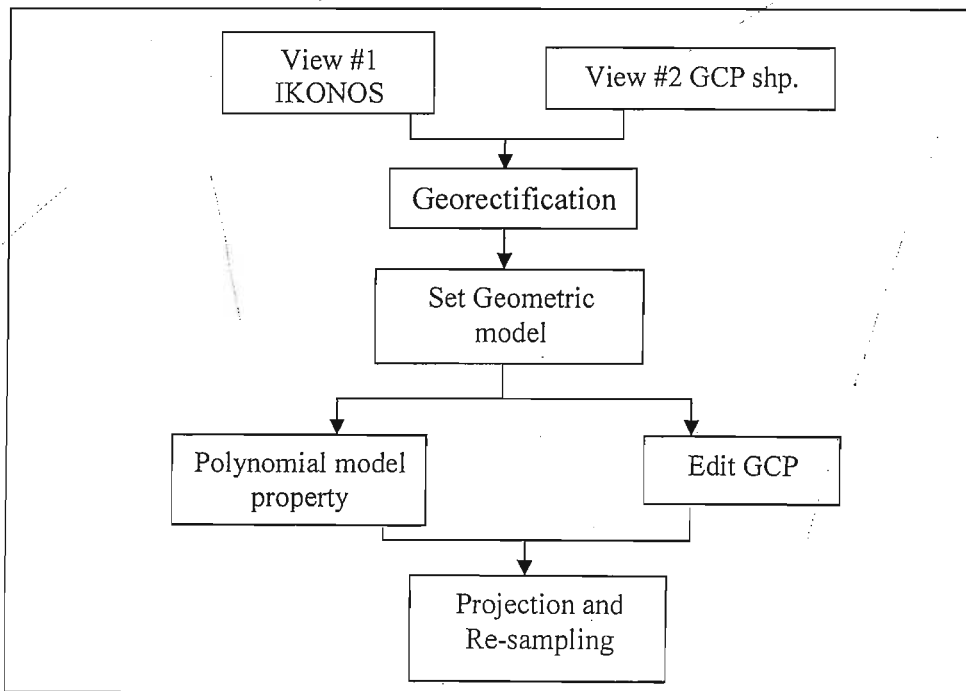 View #1
IKONOS
View #2 GCP shp.
Georectification
Set Geometric
model
Polynomial model
property
Edit GCP
Projection and
Re-sampling